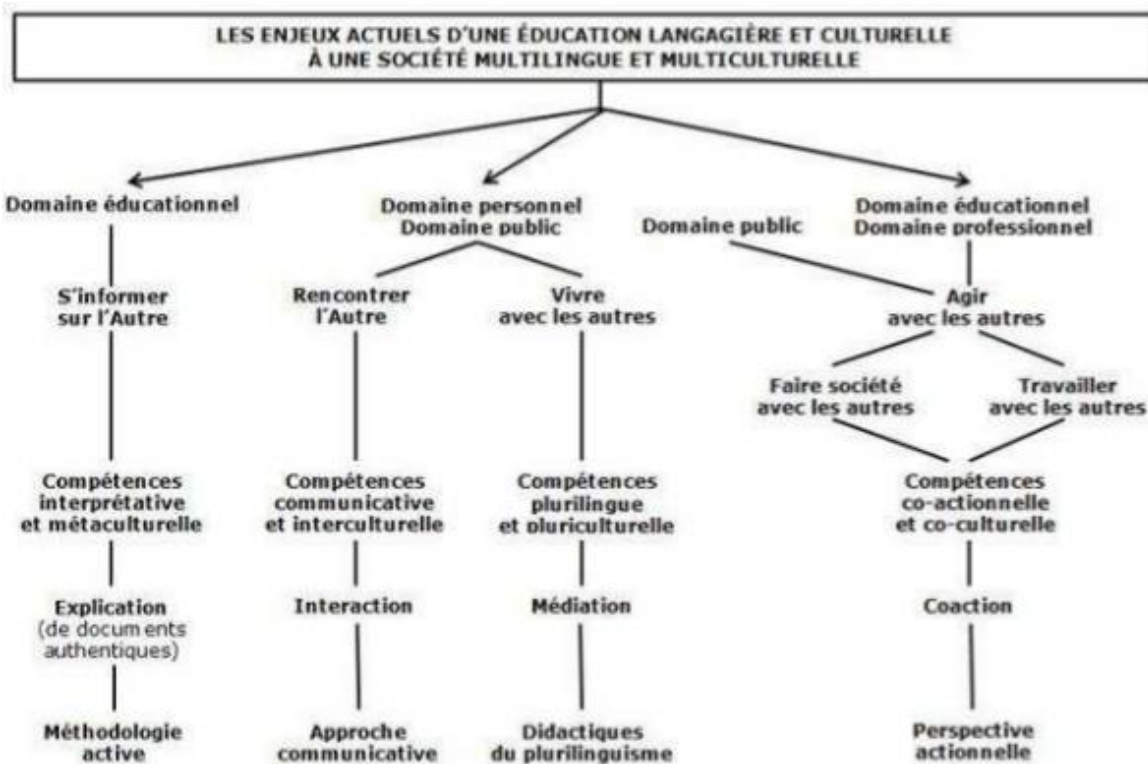 LES ENJEUX ACTUELS D'UNE ÉDUCATION LANGAGIÈRE ET CULTURELLE
À UNE SOCIÉTÉ MULTILINGUE ET MULTICULTURELLE
Domaine éducationnel
Domaine personnel
Domaine public
Domaine public
Domaine éducationnel
Domaine professionnel
S'informer
sur l'Autre
Rencontrer
l'Autre
Vivre
avec les autres
Agir
avec les autres
Faire société
avec les autres
Travailler
avec les autres
Compétences
interprétative
et métaculturelle
Compétences
communicative
et interculturelle
Compétences
plurilingue
et pluriculturelle
Compétences
co-actionnelle
et co-culturelle
Explication
(de documents
authentiques)
Interaction
Médiation
Coaction
Méthodologie
active
Approche
communicative
Didactiques
du plurilinguisme
Perspective
actionnelle